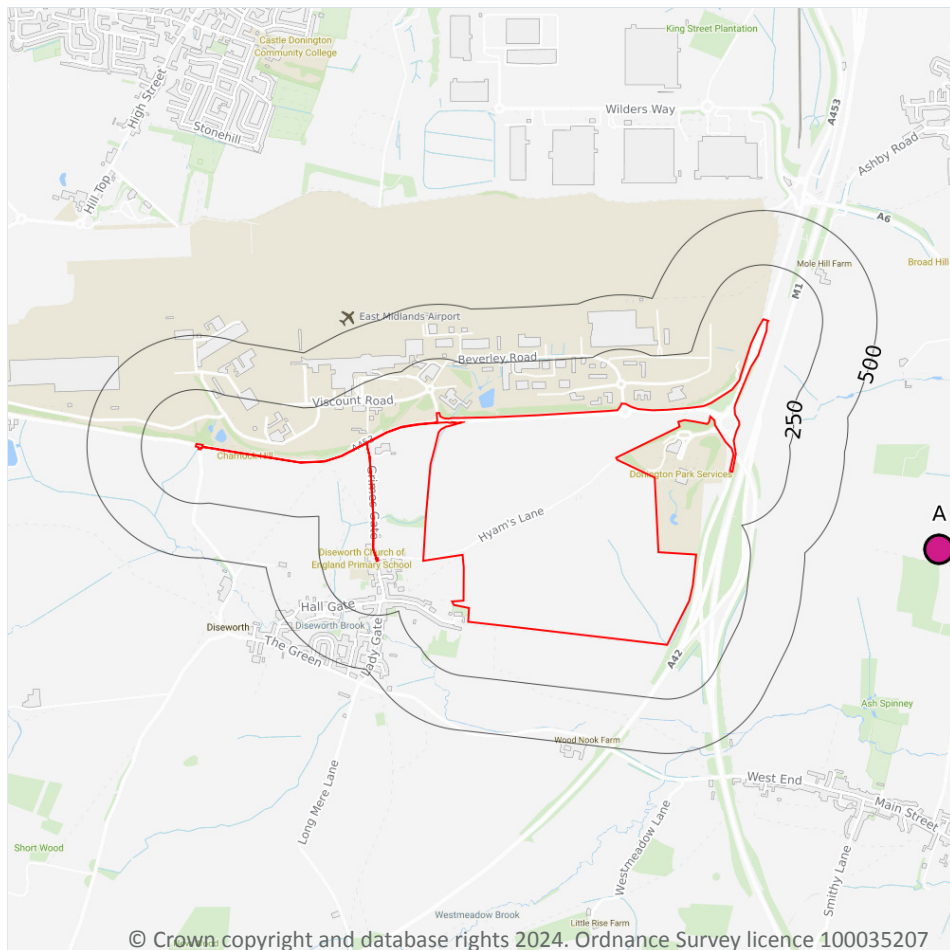 King Street Plantation
Castle Donington
Community College
High Street
Stonehill
Wilders Way
A453
Ashby Road
Hill Top
A6
Broad Hill
Mole Hill Farm
M1
East Midlands Airport
Beverley Road
500
250
Viscount Road
A453
Charnock Hill
Donington Park Services
Grimes Gate
Hyam's Lane
A
Diseworth Church of
England Primary School
Hall Gate
Diseworth
Diseworth Brook
The Green
Lady Gate
A42
Ash Spinney
Wood Nook Farm
West End
Main Street
Long Mere Lane
Westmeadow Lane
Smithy Lane
Short Wood
Westmeadow Brook
Little Rise Farm
© Crown copyright and database rights 2024. Ordnance Survey licence 100035207